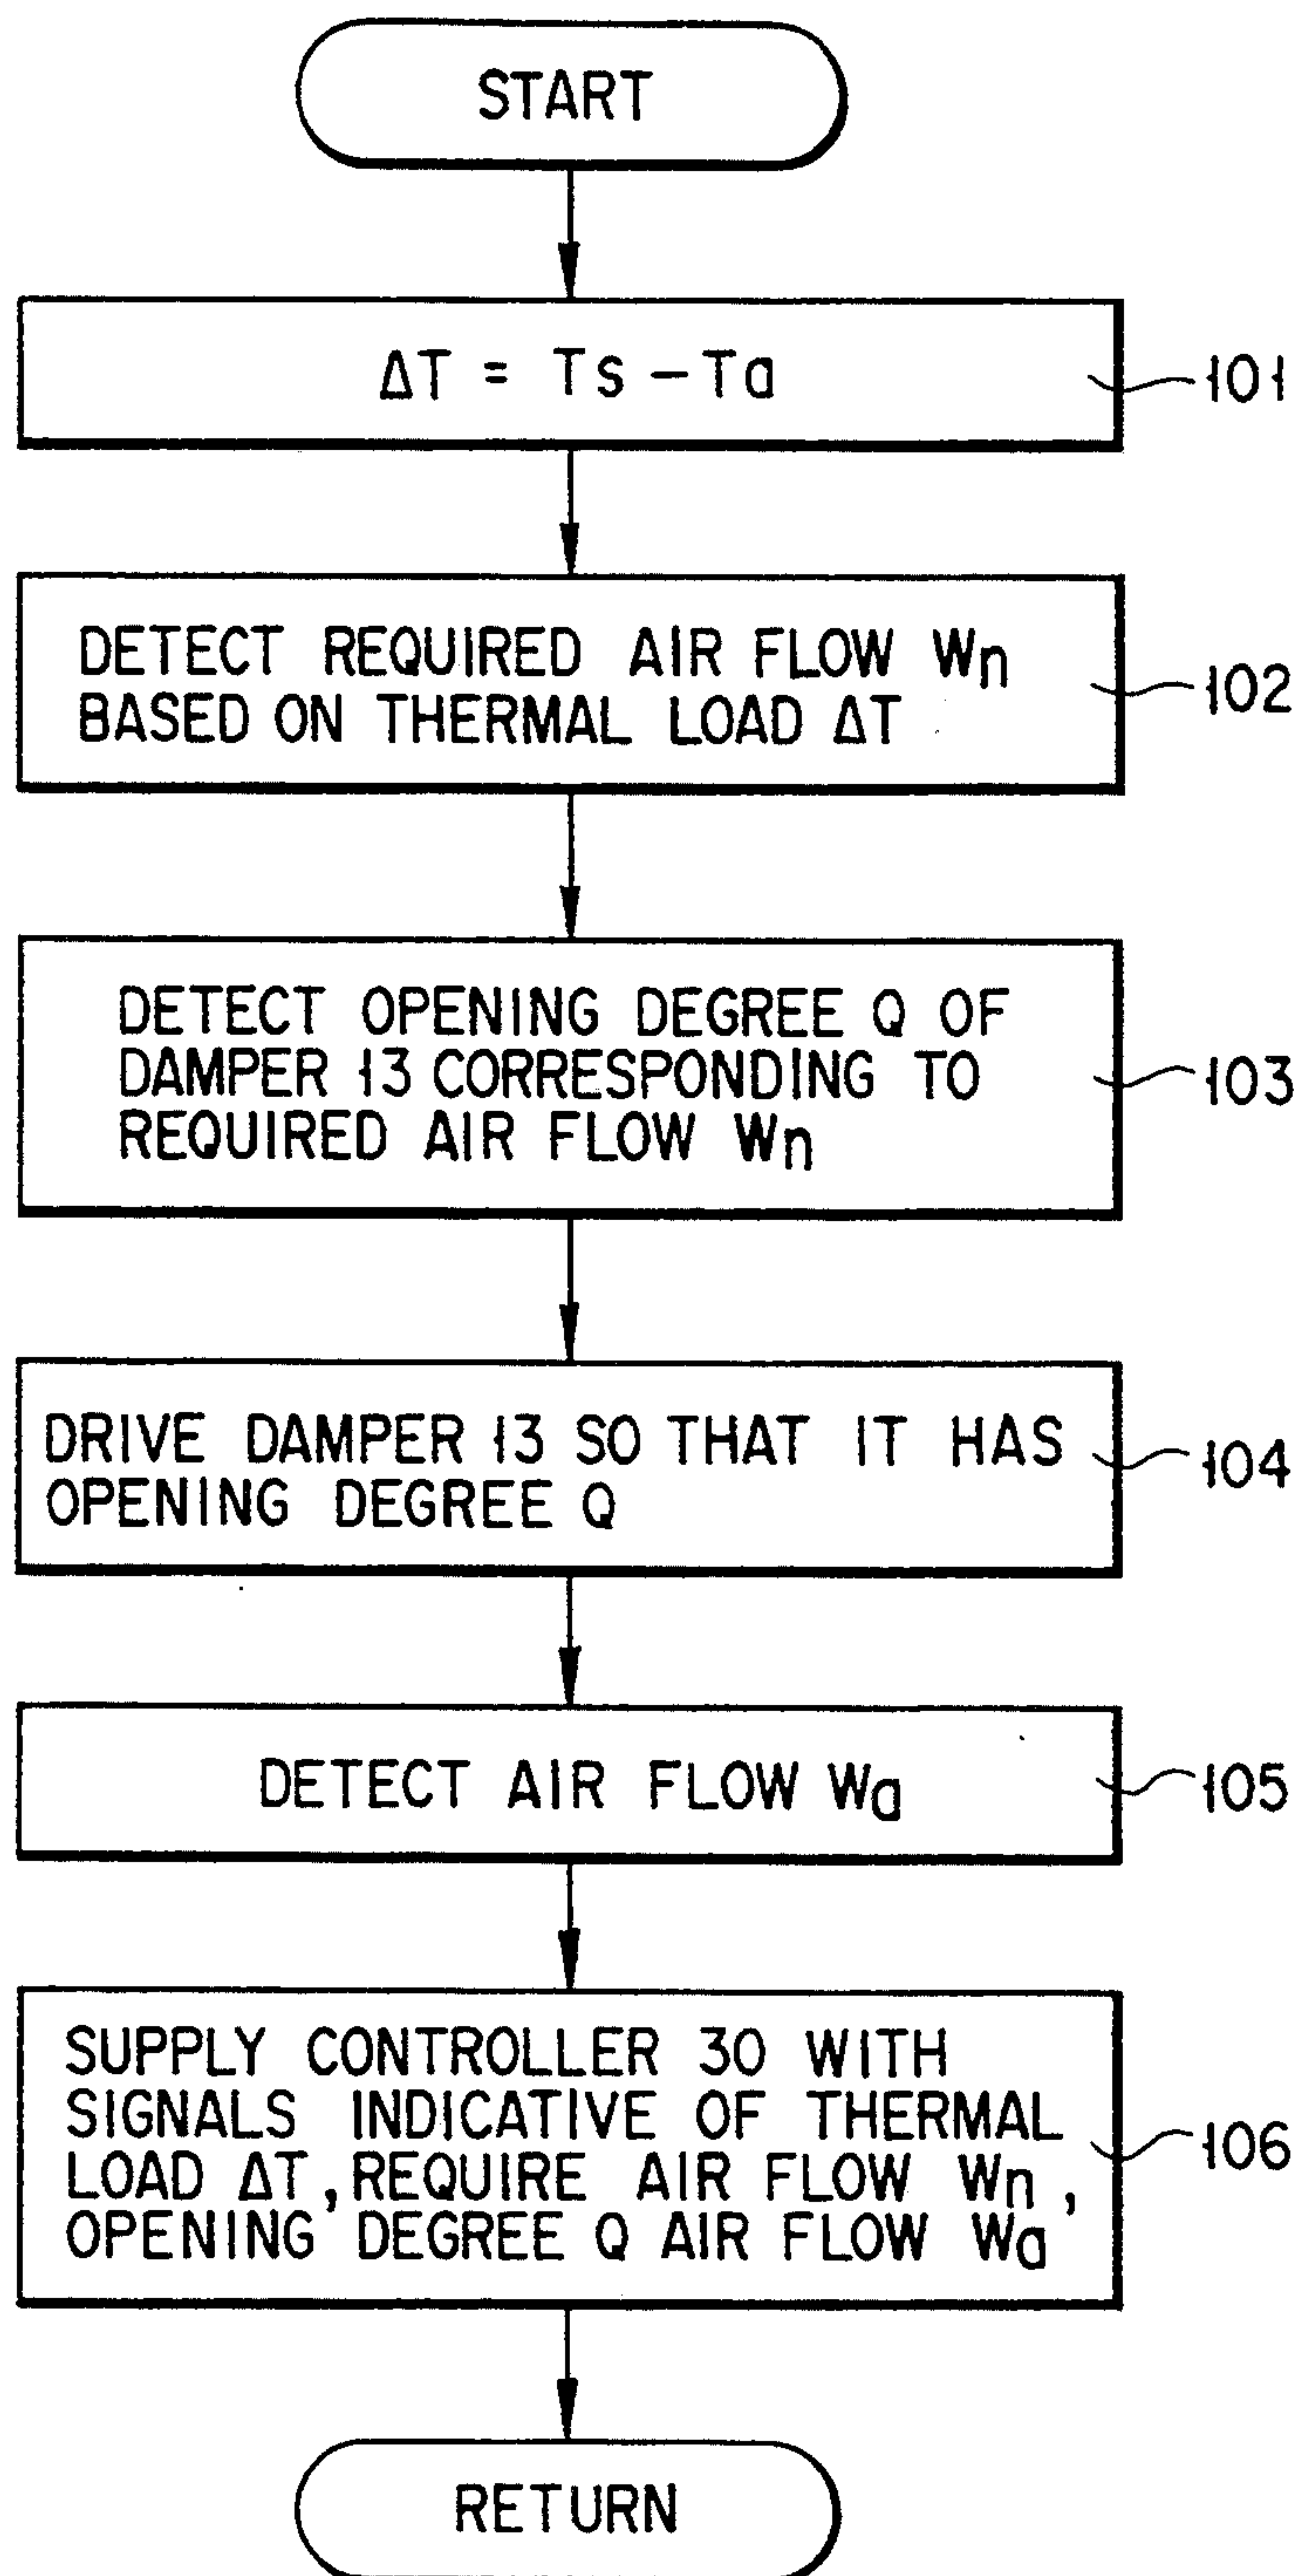 START
ΔT = Ts - Ta
101
DETECT REQUIRED AIR FLOW Wn
BASED ON THERMAL LOAD ΔT
102
DETECT OPENING DEGREE Q OF
DAMPER 13 CORRESPONDING TO
REQUIRED AIR FLOW Wn
103
DRIVE DAMPER 13 SO THAT IT HAS
OPENING DEGREE Q
104
DETECT AIR FLOW Wa
105
SUPPLY CONTROLLER 30 WITH
SIGNALS INDICATIVE OF THERMAL
LOAD ΔT, REQUIRE AIR FLOW Wn,
OPENING DEGREE Q AIR FLOW Wa
106
RETURN